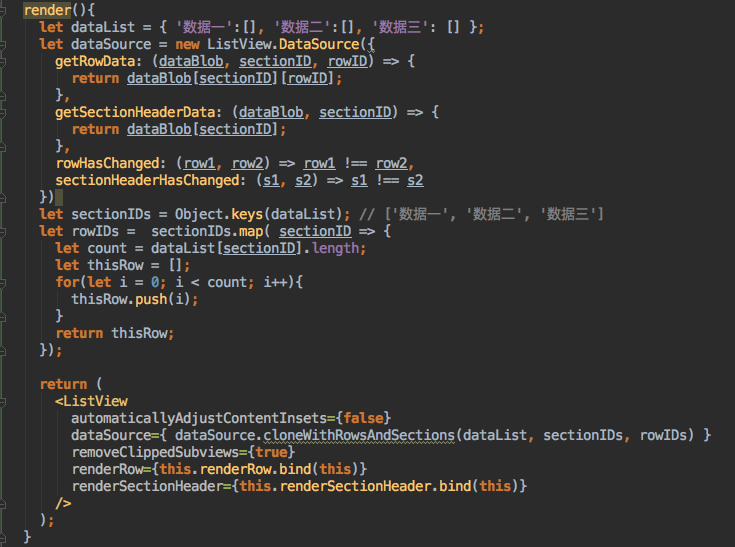 render(){
  let dataList = { '数据一':[], '数据二':[], '数据三': [] };
  let dataSource = new ListView.DataSource({
    getRowData: (dataBlob, sectionID, rowID) => {
      return dataBlob[sectionID][rowID];
    },
    getSectionHeaderData: (dataBlob, sectionID) => {
      return dataBlob[sectionID];
    },
    rowHasChanged: (row1, row2) => row1 !== row2,
    sectionHeaderHasChanged: (s1, s2) => s1 !== s2
  })
  let sectionIDs = Object.keys(dataList); // ['数据一', '数据二', '数据三']
  let rowIDs =  sectionIDs.map( sectionID => {
    let count = dataList[sectionID].length;
    let thisRow = [];
    for(let i = 0; i < count; i++){
      thisRow.push(i);
    }
    return thisRow;
  });

  return (
    <ListView
      automaticallyAdjustContentInsets={false}
      dataSource={ dataSource.cloneWithRowsAndSections(dataList, sectionIDs, rowIDs) }
      removeClippedSubviews={true}
      renderRow={this.renderRow.bind(this)}
      renderSectionHeader={this.renderSectionHeader.bind(this)}
    />
  );
}